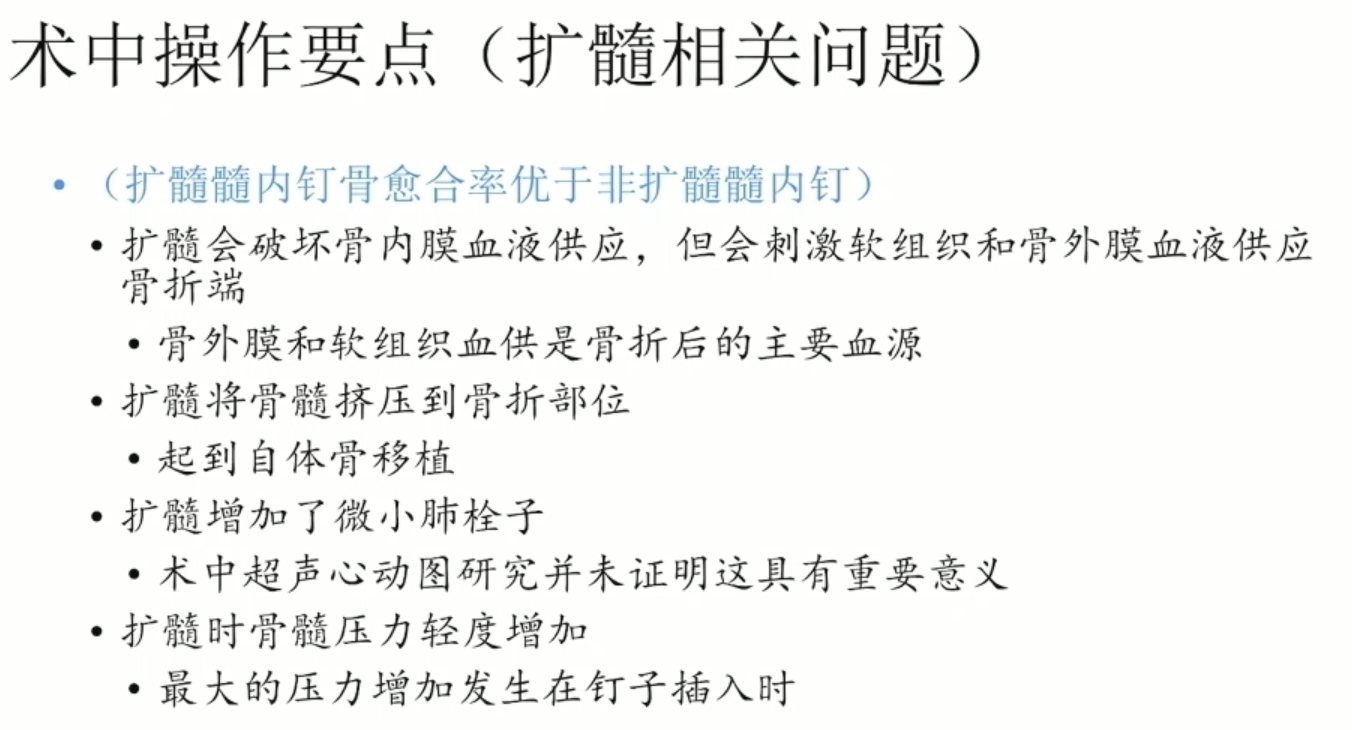 术中操作要点（扩髓相关问题）
• （扩髓髓内钉骨愈合率优于非扩髓髓内钉）
• 扩髓会破坏骨内膜血液供应，但会刺激软组织和骨外膜血液供应
骨折端
• 骨外膜和软组织血供是骨折后的主要血源
• 扩髓将骨髓挤压到骨折部位
• 起到自体骨移植
• 扩髓增加了微小肺栓子
• 术中超声心动图研究并未证明这具有重要意义
• 扩髓时骨髓压力轻度增加
• 最大的压力增加发生在钉子插入时